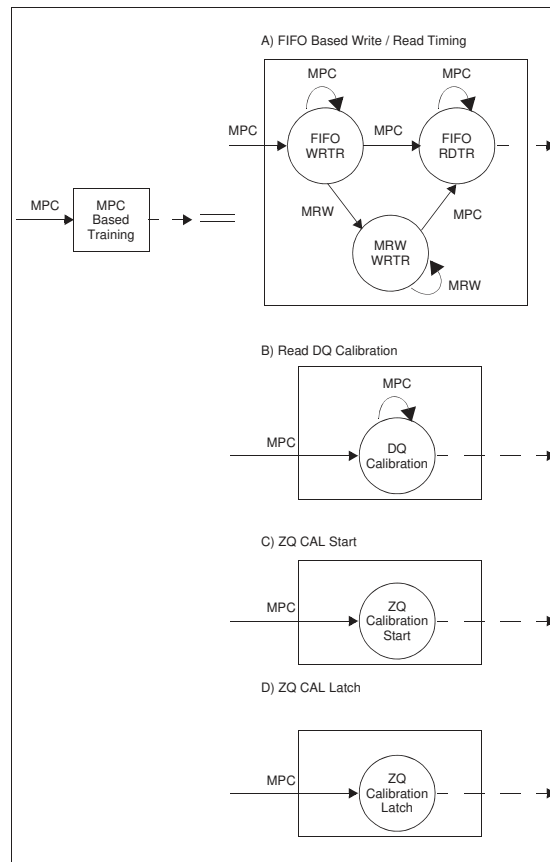 A) FIFO Based Write / Read Timing
MPC
MPC
MPC
FIFO
WRTR
MPC
FIFO
RDTR
MPC
MPC
Based
Training
MRW
MPC
MRW
WRTR
MRW
B) Read DQ Calibration
MPC
MPC
DQ
Calibration
C) ZQ CAL Start
MPC
ZQ
Calibration
Start
D) ZQ CAL Latch
MPC
ZQ
Calibration
Latch